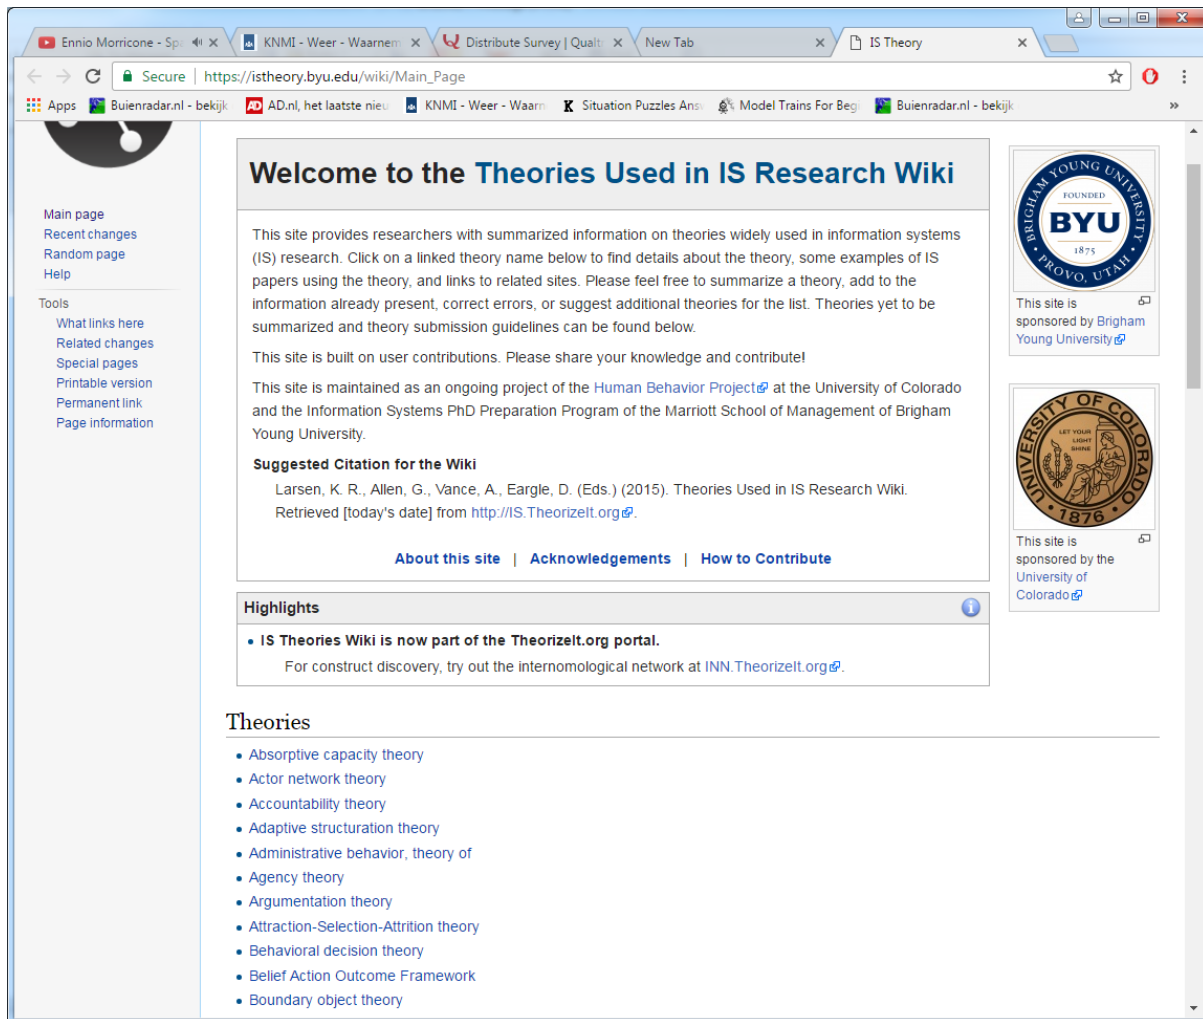 Ennio Morricone - Spa
KNMI - Weer - Waarnem
Distribute Survey | Qualt
New Tab
IS Theory
Secure
https://istheory.byu.edu/wiki/Main_Page
Apps
Buienradar.nl - bekijk
AD
AD.nl, het laatste nieu
KNMI - Weer - Waarn
K
Situation Puzzles Ans
Model Trains For Beg
Buienradar.nl - bekijk
»
Main page
Recent changes
Random page
Help
Tools
What links here
Related changes
Special pages
Printable version
Permanent link
Page information
Welcome to the Theories Used in IS Research Wiki
This site provides researchers with summarized information on theories widely used in information systems
(IS) research. Click on a linked theory name below to find details about the theory, some examples of IS
papers using the theory, and links to related sites. Please feel free to summarize a theory, add to the
information already present, correct errors, or suggest additional theories for the list. Theories yet to be
summarized and theory submission guidelines can be found below.
This site is built on user contributions. Please share your knowledge and contribute!
This site is maintained as an ongoing project of the Human Behavior Project at the University of Colorado
and the Information Systems PhD Preparation Program of the Marriott School of Management of Brigham
Young University.
Suggested Citation for the Wiki
Larsen, K. R., Allen, G., Vance, A., Eargle, D. (Eds.) (2015). Theories Used in IS Research Wiki.
Retrieved [today's date] from http://IS.TheorizeIt.org.
About this site | Acknowledgements | How to Contribute
Highlights
• IS Theories Wiki is now part of the TheorizeIt.org portal.
For construct discovery, try out the internomological network at INN.TheorizeIt.org.
BRIGHAM YOUNG UNIVERSITY
FOUNDED
BYU
1875
PROVO, UTAH
This site is
sponsored by Brigham
Young University
UNIVERSITY OF COLORADO
LET YOUR
LIGHT
SHINE
1876
This site is
sponsored by the
University of
Colorado
Theories
• Absorptive capacity theory
• Actor network theory
• Accountability theory
• Adaptive structuration theory
• Administrative behavior, theory of
• Agency theory
• Argumentation theory
• Attraction-Selection-Attrition theory
• Behavioral decision theory
• Belief Action Outcome Framework
• Boundary object theory